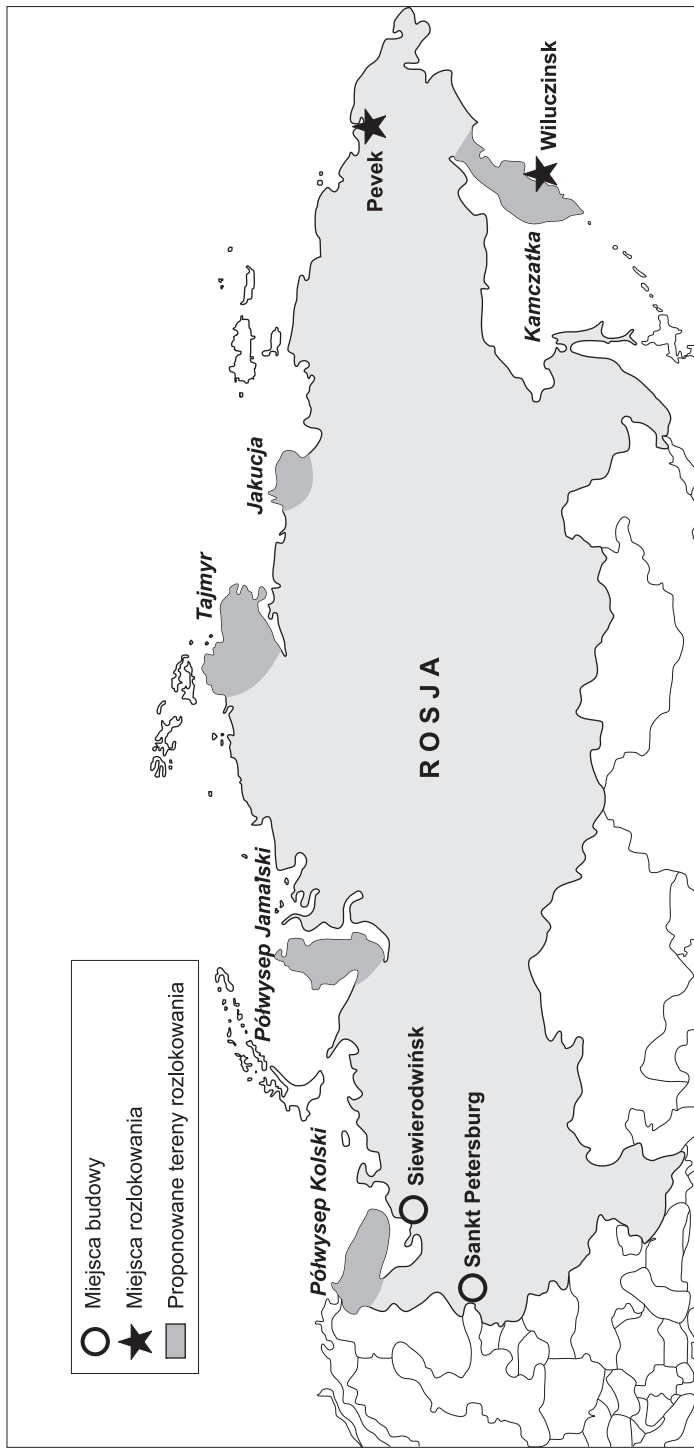 Miejsca budowy
Miejsca rozlokowania
Proponowane tereny rozlokowania
Półwysep Kolski
Siewierodwińsk
Sankt Petersburg
Półwysep Jamalski
ROSJA
Tajmyr
Jakucja
Pevek
Kamczatka
Wiluczinsk